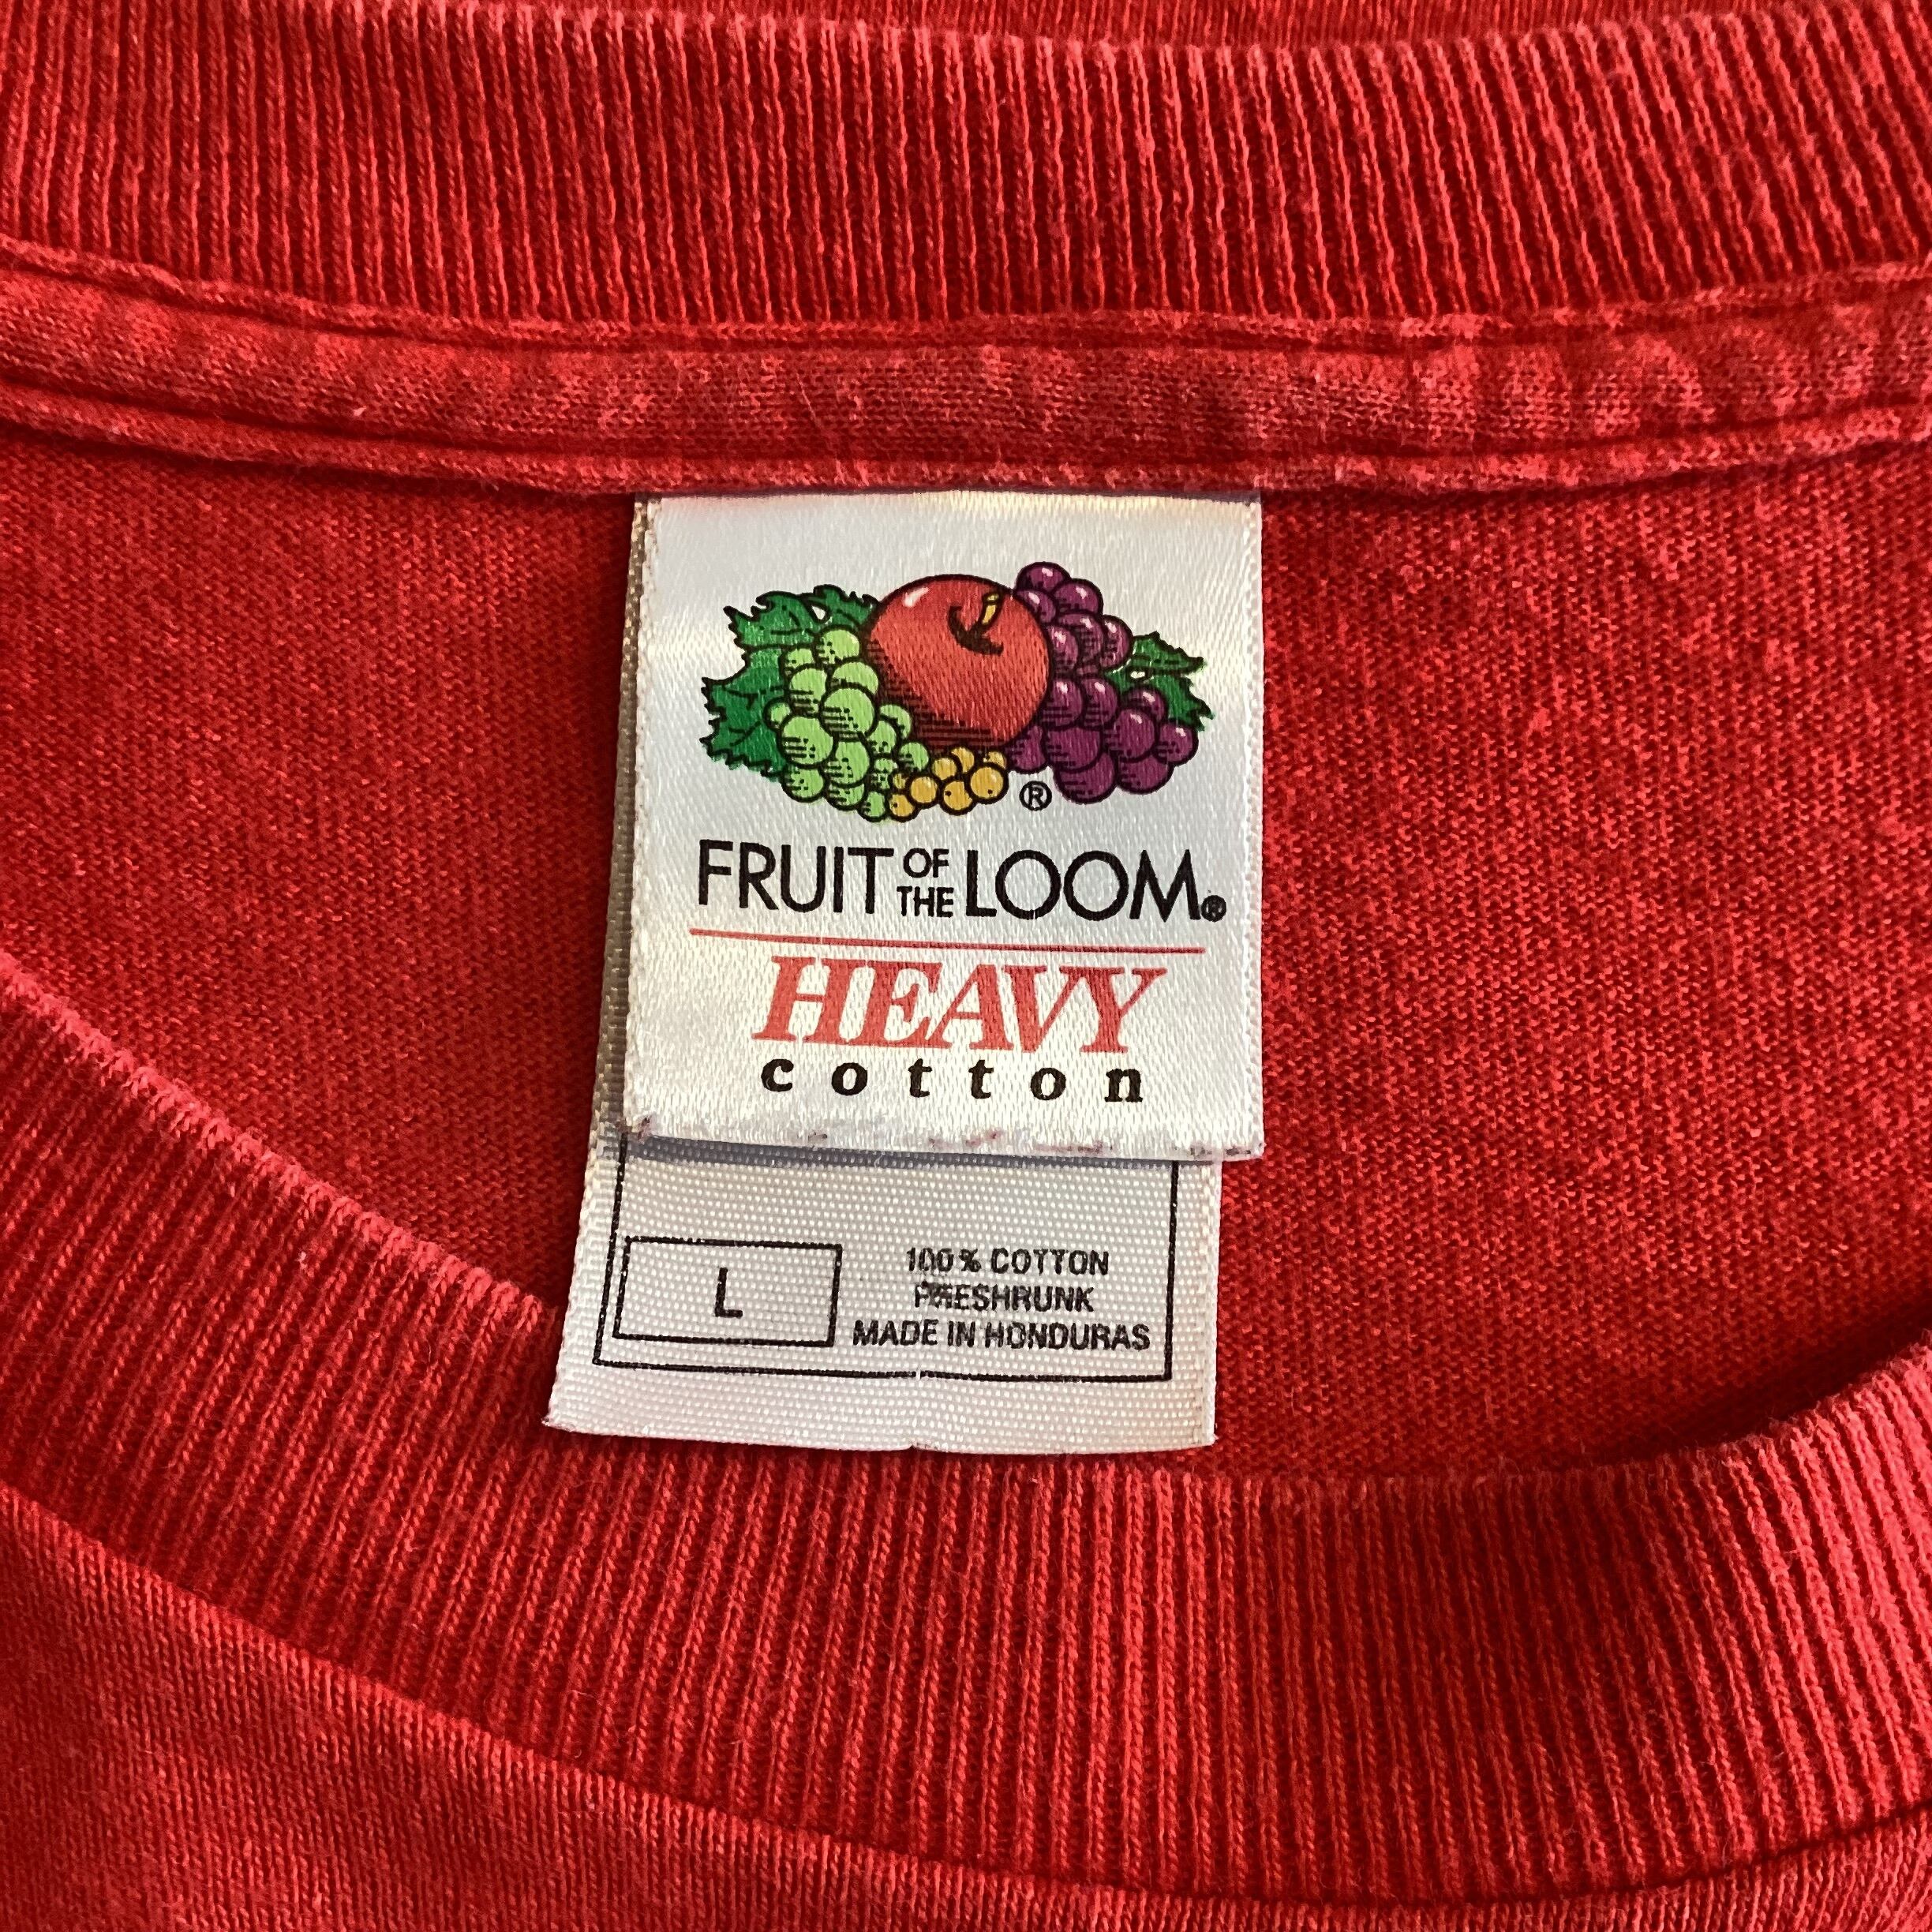 ®
FRUIT OF THE LOOM®
HEAVY
cotton
L
100% COTTON
PRESHRUNK
MADE IN HONDURAS